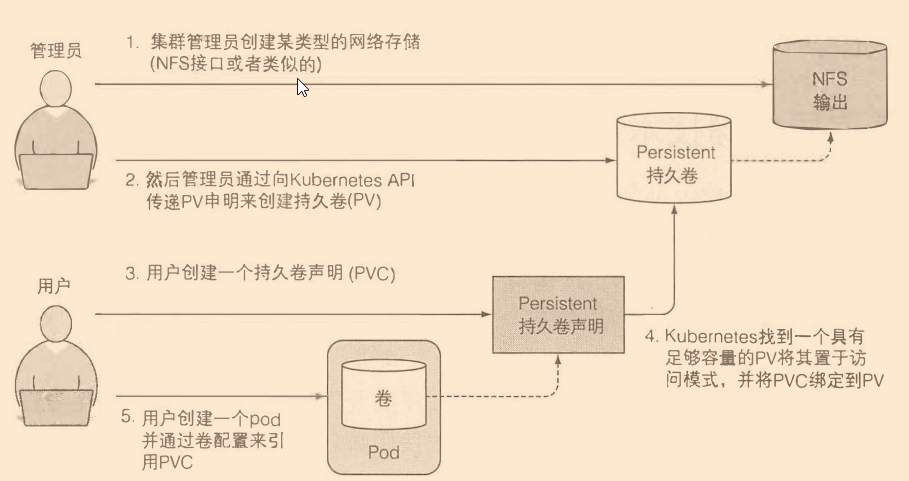 管理员
1. 集群管理员创建某类型的网络存储
(NFS接口或者类似的)
NFS
输出
Persistent
持久卷
2. 然后管理员通过向Kubernetes API
传递PV申明来创建持久卷(PV)
3. 用户创建一个持久卷声明 (PVC)
用户
Persistent
持久卷声明
4. Kubernetes找到一个具有
足够容量的PV将其置于访
问模式，并将PVC绑定到PV
卷
Pod
5. 用户创建一个pod
并通过卷配置来引
用PVC